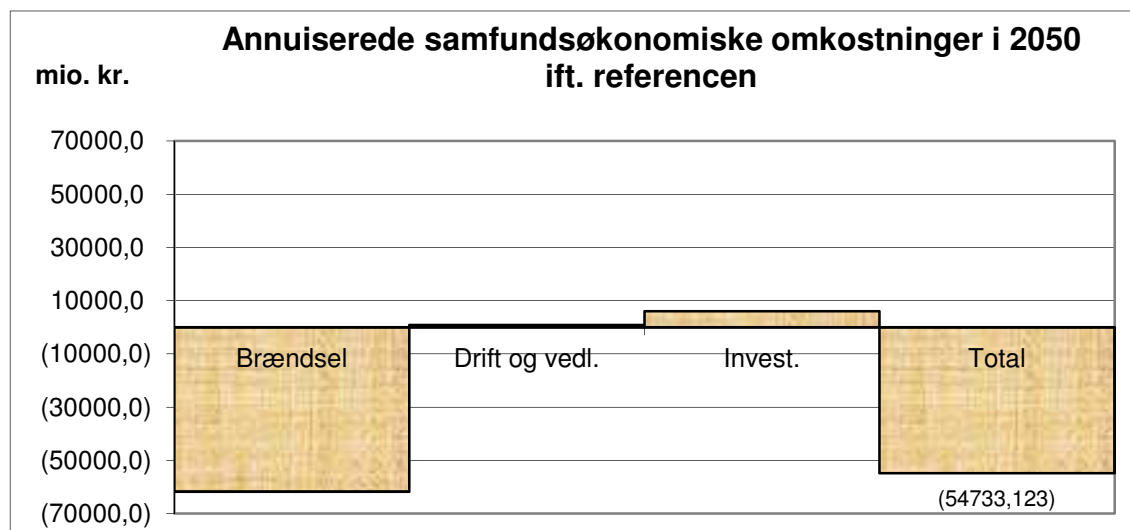 Annuiserede samfundsøkonomiske omkostninger i 2050
ift. referencen
mio. kr.
70000,0
50000,0
30000,0
10000,0
(10000,0)
(30000,0)
(50000,0)
(70000,0)
Brændsel
Drift og vedl.
Invest.
Total
(54733,123)